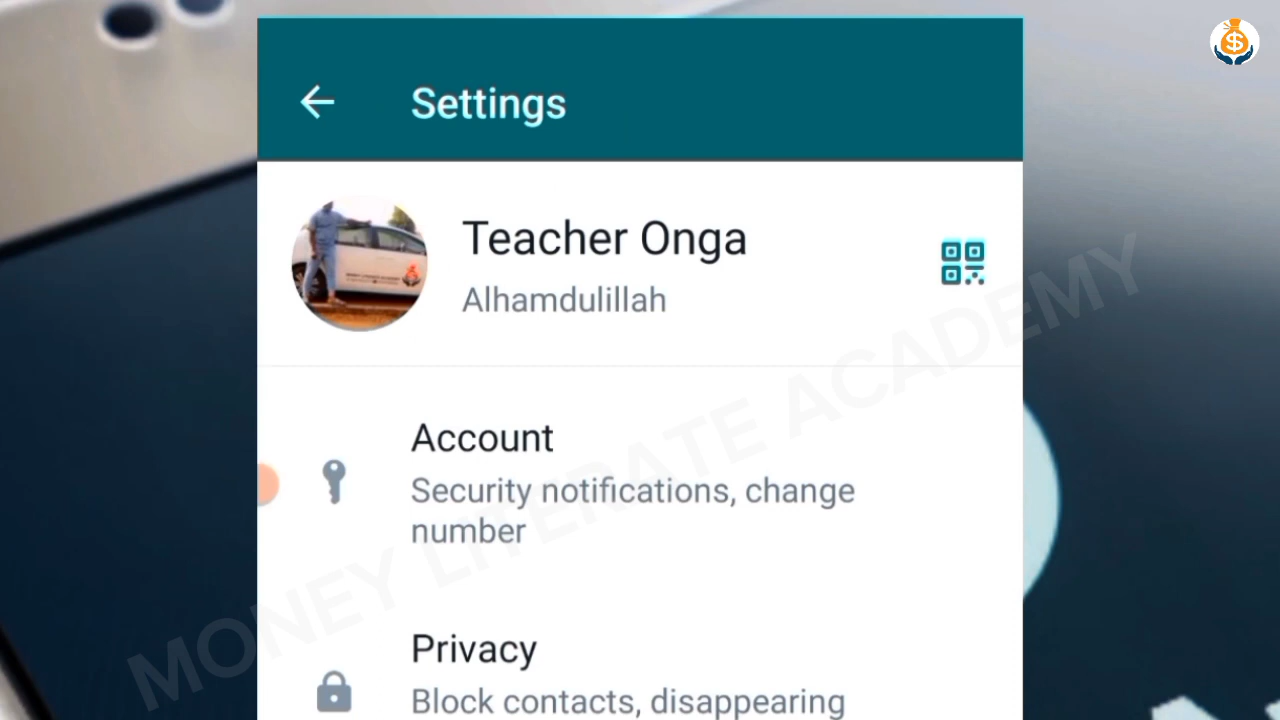 Settings
Teacher Onga
Alhamdulillah
Account
Security notifications, change
number
Privacy
Block contacts, disappearing
MONEY LITERATE ACADEMY
$